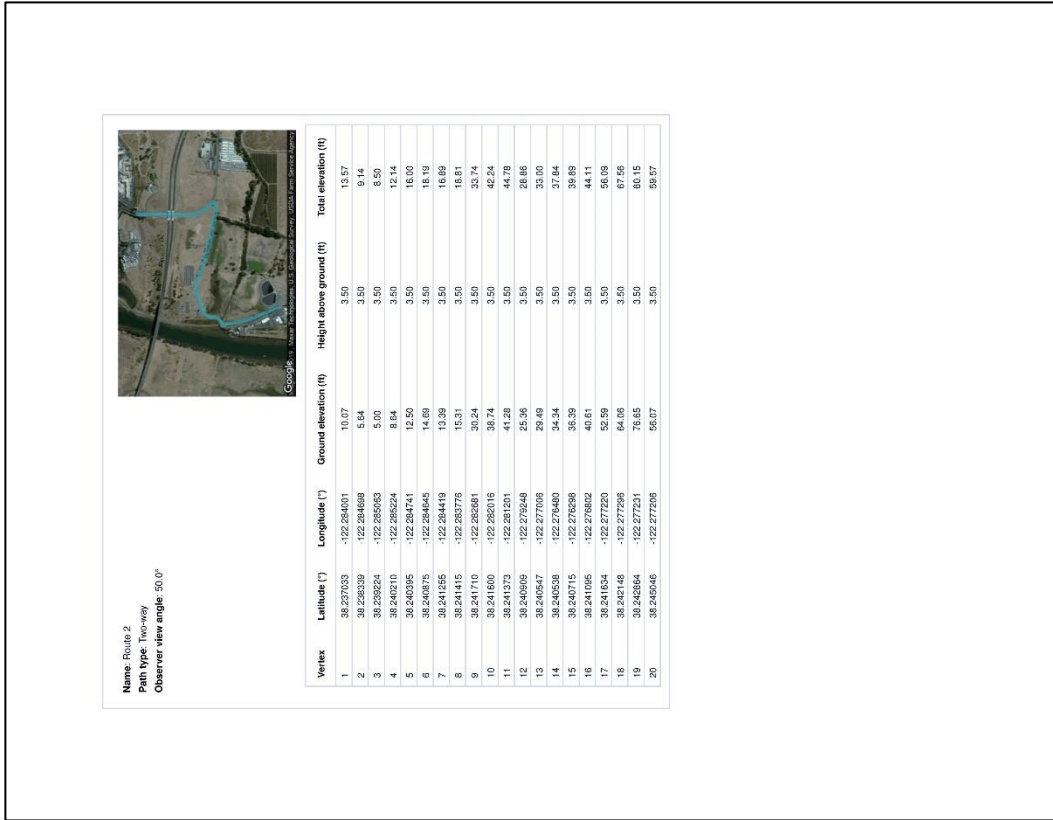 Name: Route 2
Path type: Two-way
Observer view angle: 50.0°
Google
Maxar Technologies, U.S. Geological Survey, USDA Farm Service Agency
Vertex Latitude (°) Longitude (°) Ground elevation (ft) Height above ground (ft) Total elevation (ft)
1 38.237033 -122.284001 10.07 3.50 13.57
2 38.238339 -122.284698 5.64 3.50 9.14
3 38.239224 -122.285063 5.00 3.50 8.50
4 38.240210 -122.285224 8.64 3.50 12.14
5 38.240395 -122.284741 12.50 3.50 16.00
6 38.240875 -122.284645 14.69 3.50 18.19
7 38.241255 -122.284419 13.39 3.50 16.89
8 38.241415 -122.283776 15.31 3.50 18.81
9 38.241710 -122.282681 30.24 3.50 33.74
10 38.241600 -122.282016 38.74 3.50 42.24
11 38.241373 -122.281201 41.28 3.50 44.78
12 38.240909 -122.279248 25.36 3.50 28.86
13 38.240547 -122.277006 29.49 3.50 33.00
14 38.240538 -122.276480 34.34 3.50 37.84
15 38.240715 -122.276298 36.39 3.50 39.89
16 38.241095 -122.276802 40.61 3.50 44.11
17 38.241634 -122.277220 52.59 3.50 56.09
18 38.242148 -122.277296 64.06 3.50 67.56
19 38.242864 -122.277231 76.65 3.50 80.15
20 38.245046 -122.277206 56.07 3.50 59.57